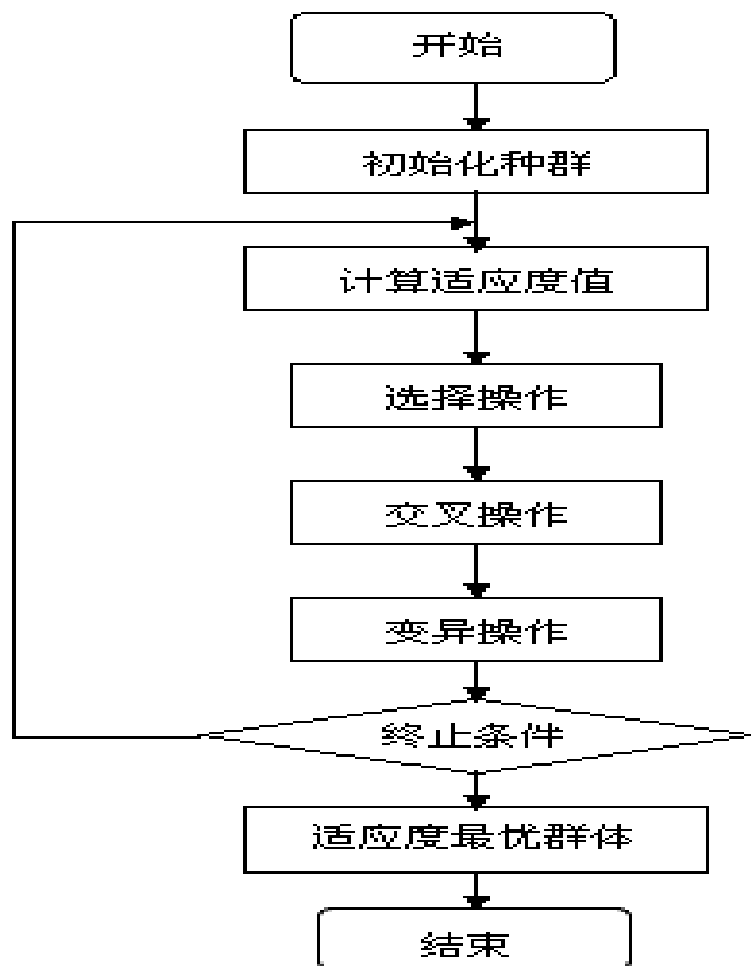 开始
初始化种群
计算适应度值
选择操作
交叉操作
变异操作
终止条件
适应度最优群体
结束